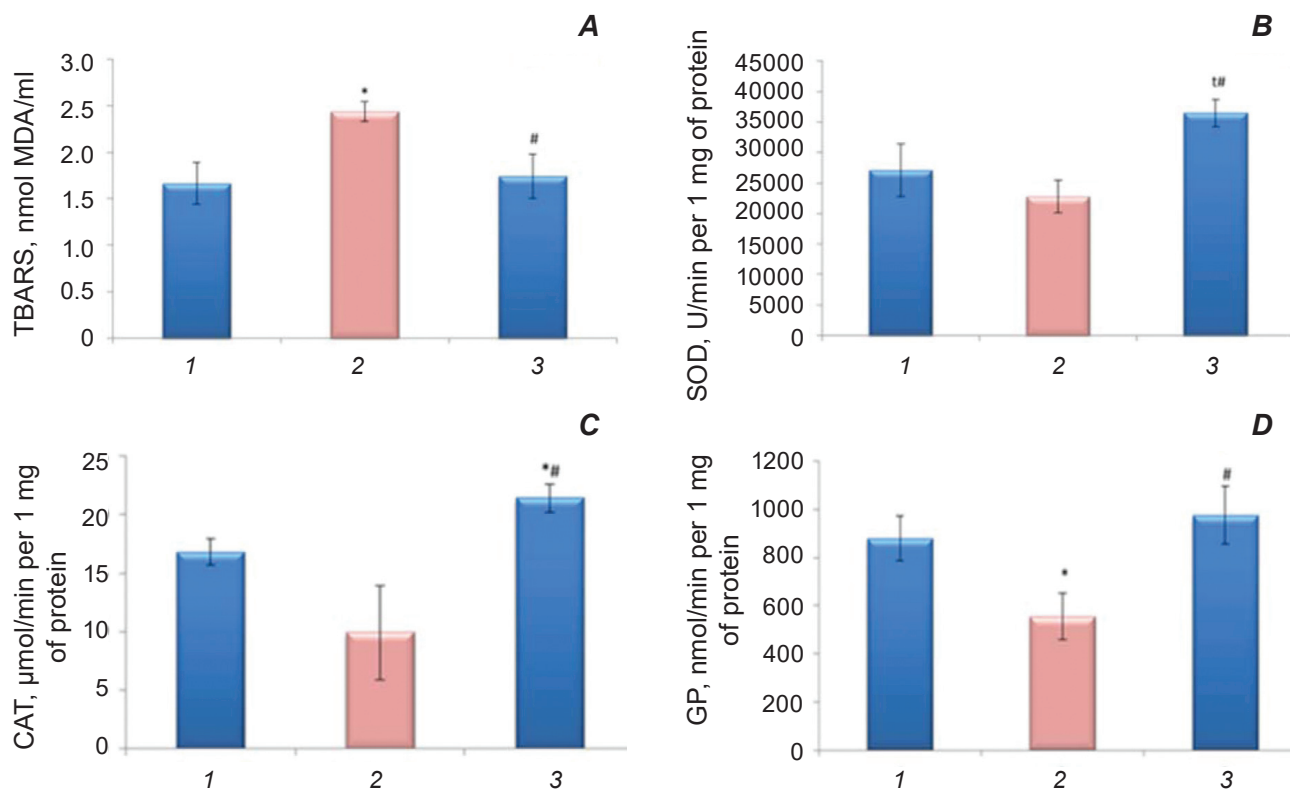 A
TBARS, nmol MDA/ml
3.0
2.5
2.0
1.5
1.0
0.5
0
*
#
1 2 3
B
SOD, U/min per 1 mg of protein
45000
40000
35000
30000
25000
20000
15000
10000
5000
0
t#
1 2 3
C
CAT, µmol/min per 1 mg
of protein
25
20
15
10
5
0
*#
1 2 3
D
GP, nmol/min per 1 mg
of protein
1200
1000
800
600
400
200
0
*
#
1 2 3